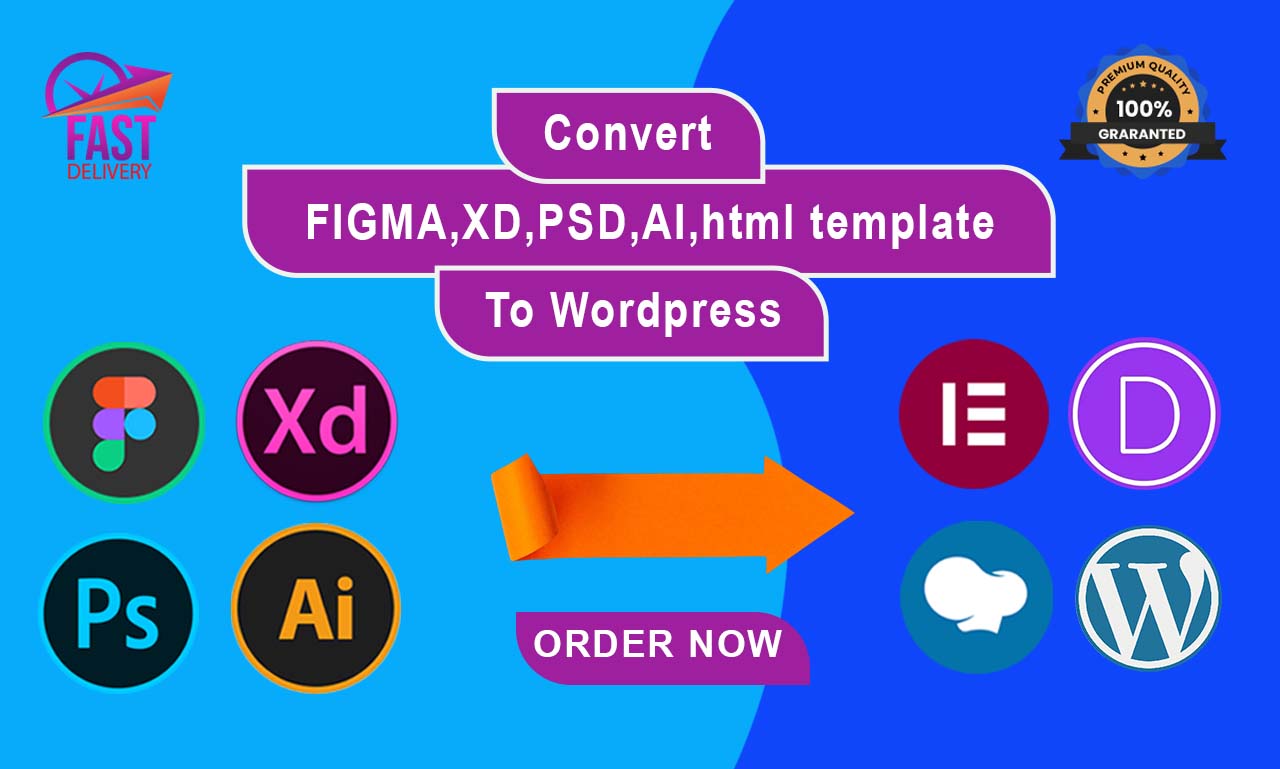 FAST
DELIVERY
PREMIUM QUALITY
100%
GRARANTED
Convert
FIGMA,XD,PSD,AI,html template
To Wordpress
Xd
Ps
Ai
D
W
ORDER NOW